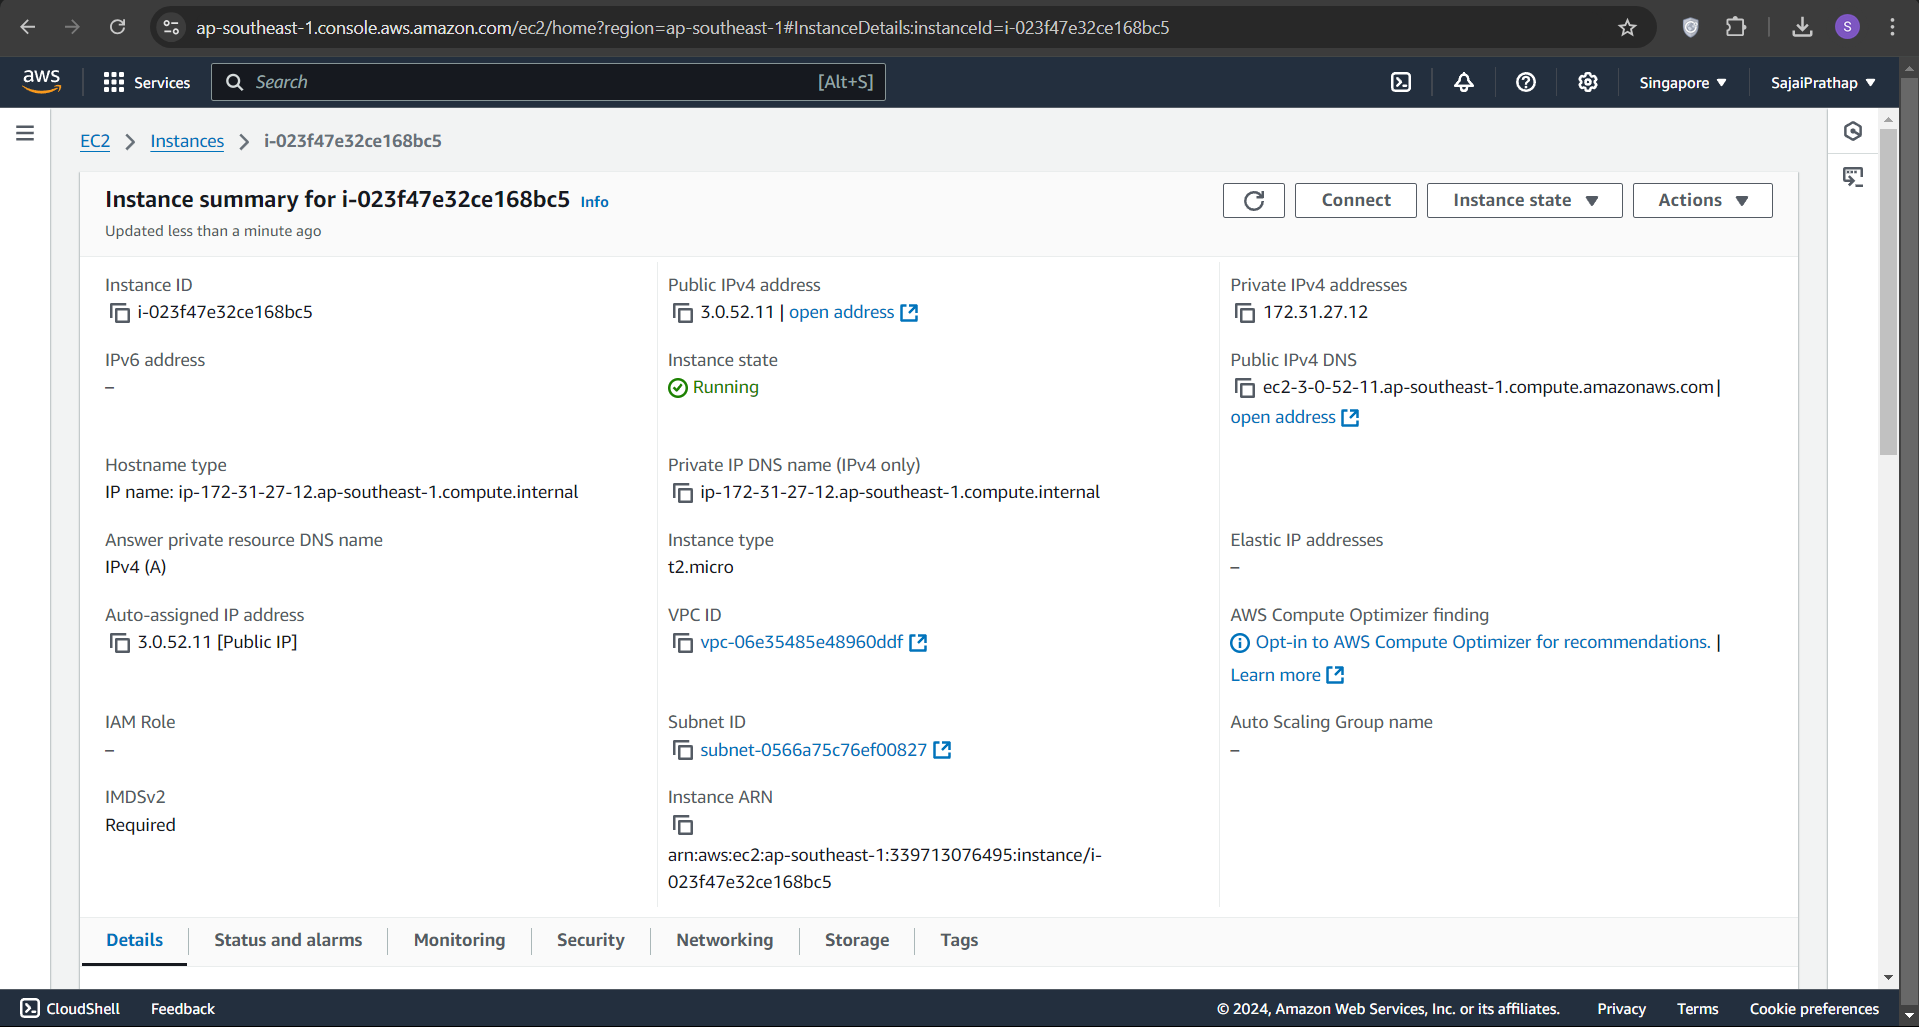 ap-southeast-1.console.aws.amazon.com/ec2/home?region=ap-southeast-1#InstanceDetails:instanceId=i-023f47e32ce168bc5
S
aws
Services
Search
[Alt+S]
Singapore
SajaiPrathap
EC2
Instances
i-023f47e32ce168bc5
Instance summary for i-023f47e32ce168bc5 Info
Updated less than a minute ago
Connect
Instance state
Actions
Instance ID
i-023f47e32ce168bc5
Public IPv4 address
3.0.52.11 | open address
Private IPv4 addresses
172.31.27.12
IPv6 address
–
Instance state
Running
Public IPv4 DNS
ec2-3-0-52-11.ap-southeast-1.compute.amazonaws.com |
open address
Hostname type
IP name: ip-172-31-27-12.ap-southeast-1.compute.internal
Private IP DNS name (IPv4 only)
ip-172-31-27-12.ap-southeast-1.compute.internal
Answer private resource DNS name
IPv4 (A)
Instance type
t2.micro
Elastic IP addresses
–
Auto-assigned IP address
3.0.52.11 [Public IP]
VPC ID
vpc-06e35485e48960ddf
AWS Compute Optimizer finding
Opt-in to AWS Compute Optimizer for recommendations. |
Learn more
IAM Role
–
Subnet ID
subnet-0566a75c76ef00827
Auto Scaling Group name
–
IMDSv2
Required
Instance ARN
arn:aws:ec2:ap-southeast-1:339713076495:instance/i-
023f47e32ce168bc5
Details
Status and alarms
Monitoring
Security
Networking
Storage
Tags
CloudShell
Feedback
© 2024, Amazon Web Services, Inc. or its affiliates.
Privacy
Terms
Cookie preferences